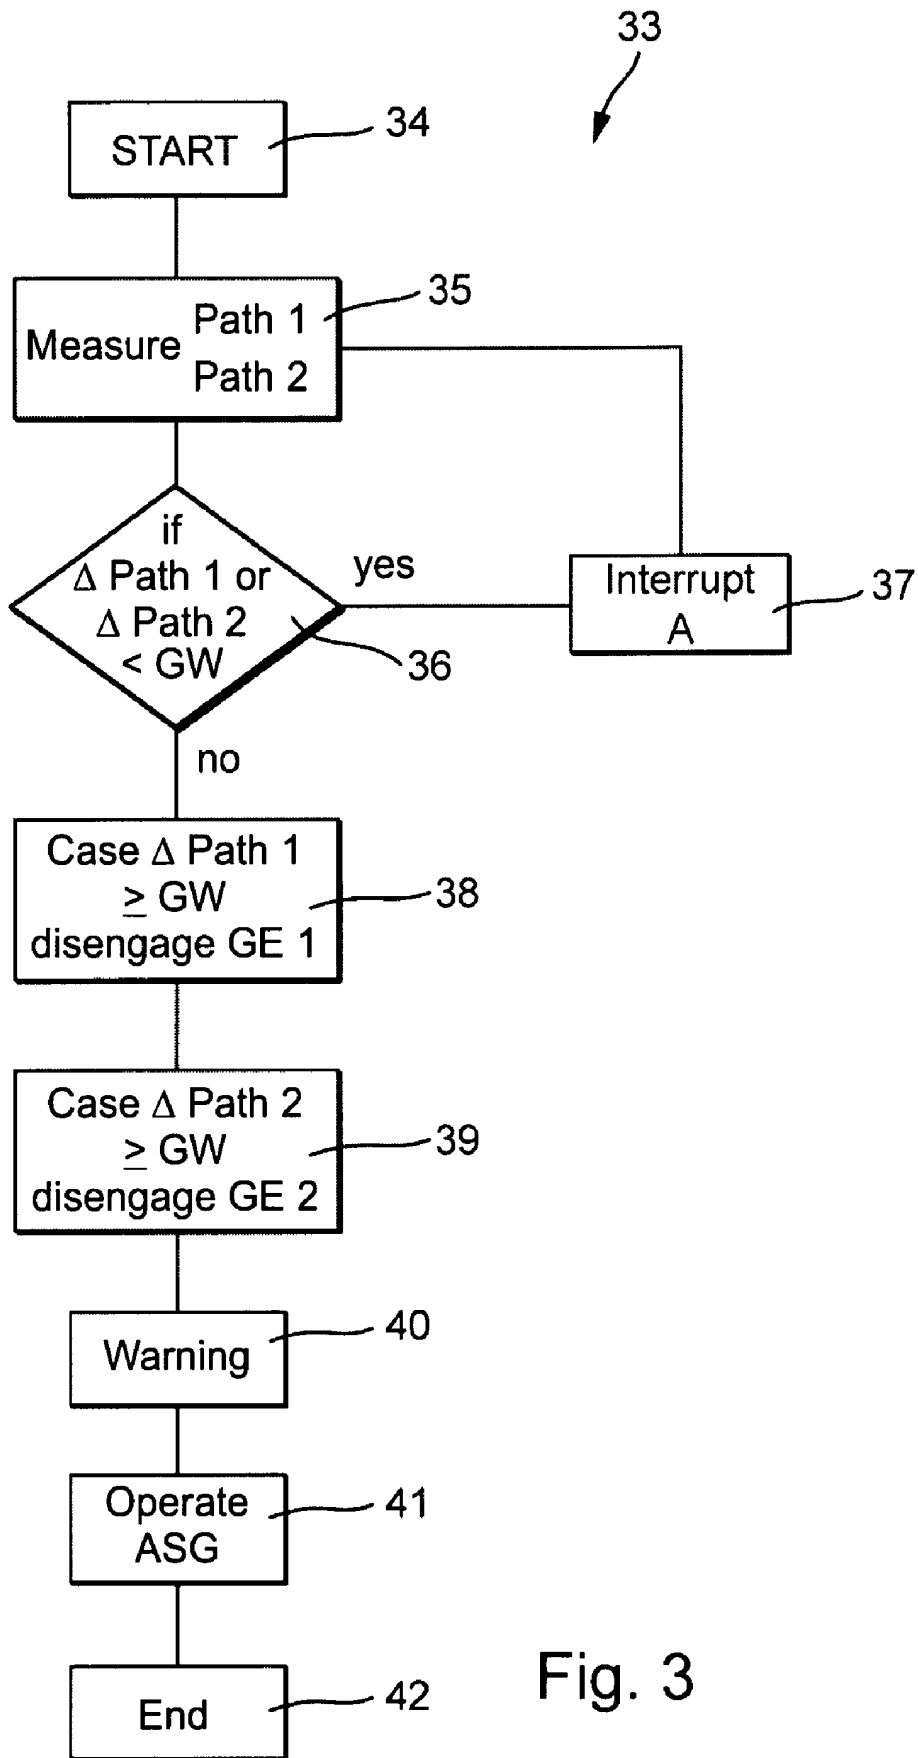 33
START
34
Measure Path 1
Path 2
35
if
Δ Path 1 or
Δ Path 2
< GW
36
yes
Interrupt
A
37
no
Case Δ Path 1
≥ GW
disengage GE 1
38
Case Δ Path 2
≥ GW
disengage GE 2
39
Warning
40
Operate
ASG
41
End
42
Fig. 3